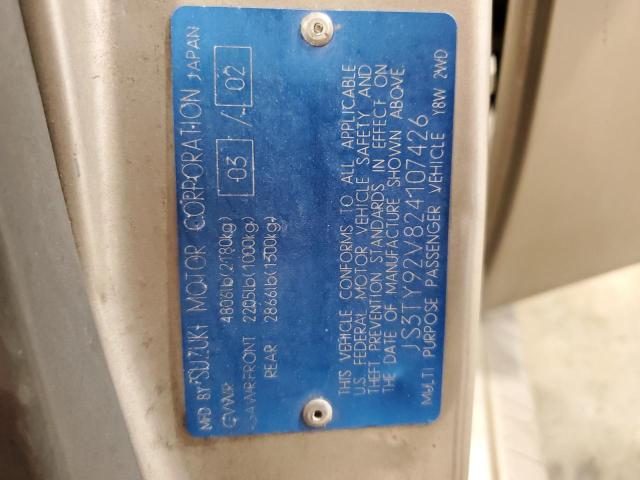 MFD BY SUZUKI MOTOR CORPORATION JAPAN
GVWR 4806lb(2180kg) 03 / 02
GAWR FRONT 2205lb(1000kg)
REAR 2866lb(1300kg)
THIS VEHICLE CONFORMS TO ALL APPLICABLE
U.S. FEDERAL MOTOR VEHICLE SAFETY AND
THEFT PREVENTION STANDARDS IN EFFECT ON
THE DATE OF MANUFACTURE SHOWN ABOVE.
JS3TY92V824107426
MULTI PURPOSE PASSENGER VEHICLE Y8W 2WD